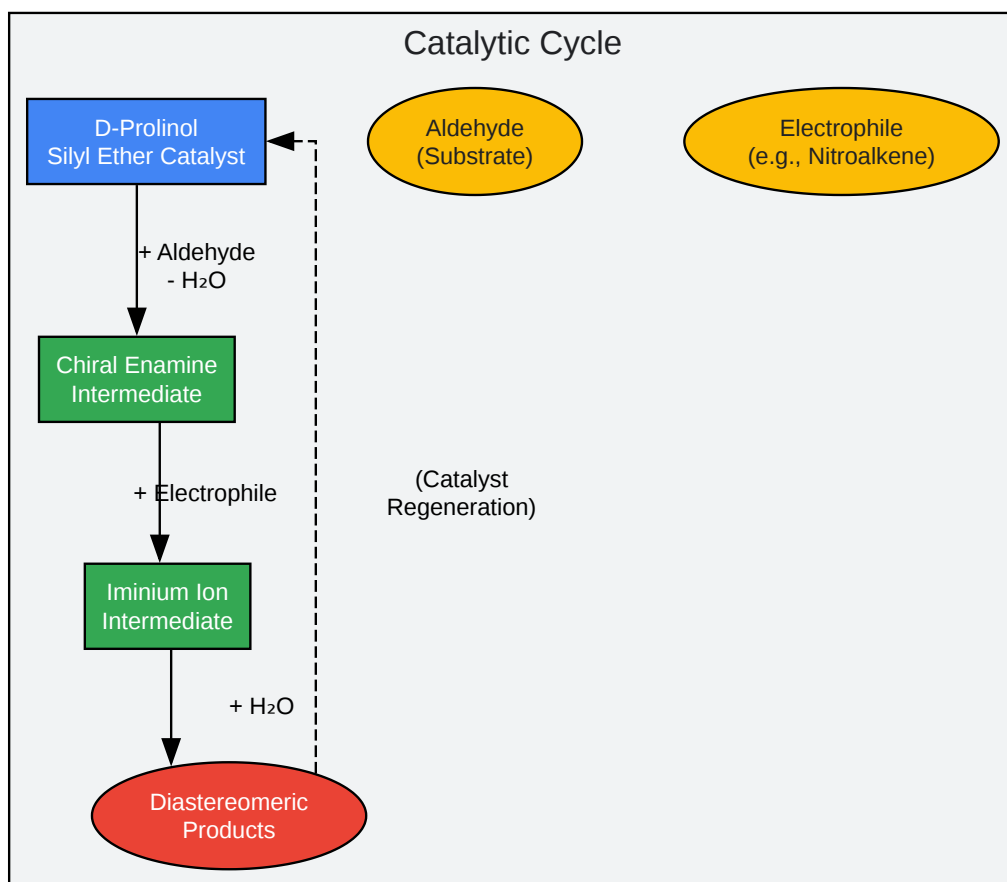 Catalytic Cycle
D-Prolinol
Silyl Ether Catalyst
Aldehyde
(Substrate)
Electrophile
(e.g., Nitroalkene)
+ Aldehyde
- H₂O
Chiral Enamine
Intermediate
+ Electrophile
(Catalyst
Regeneration)
Iminium Ion
Intermediate
+ H₂O
Diastereomeric
Products